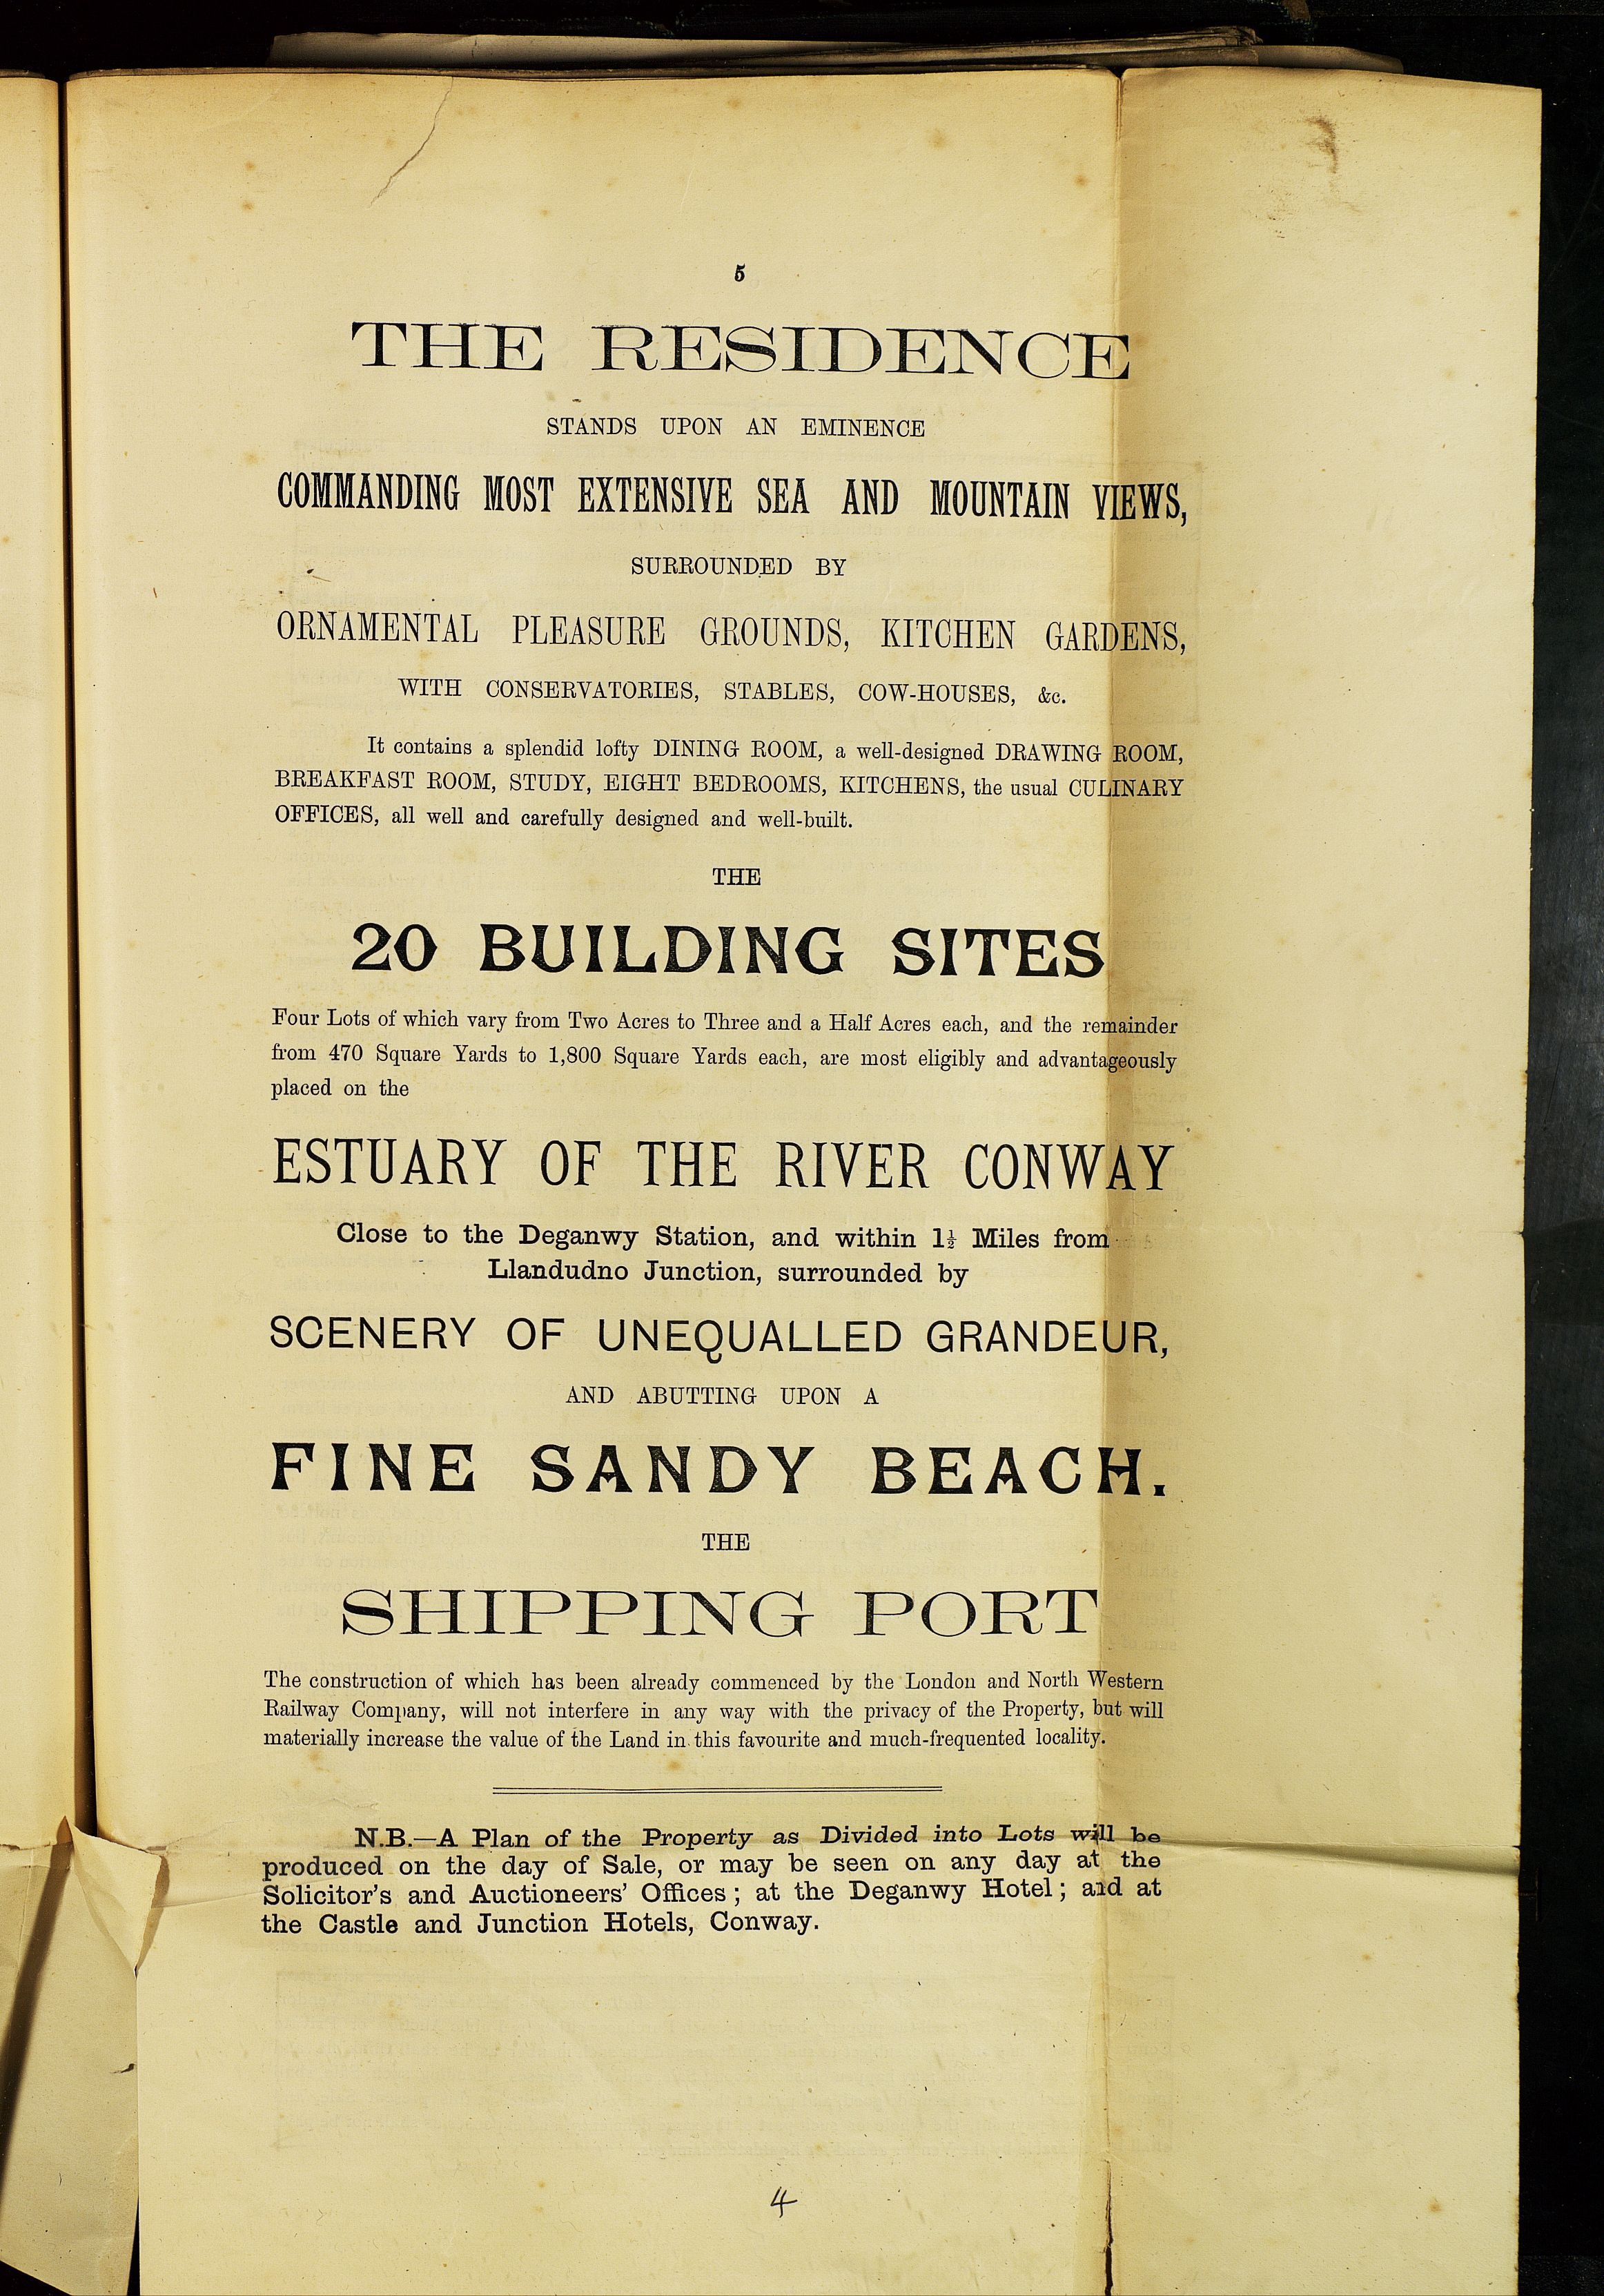 5
THE RESIDENCE
STANDS UPON AN EMINENCE
COMMANDING MOST EXTENSIVE SEA AND MOUNTAIN VIEWS,
SURROUNDED BY
ORNAMENTAL PLEASURE GROUNDS, KITCHEN GARDENS,
WITH CONSERVATORIES, STABLES, COW-HOUSES, &c.
It contains a splendid lofty DINING ROOM, a well-designed DRAWING ROOM,
BREAKFAST ROOM, STUDY, EIGHT BEDROOMS, KITCHENS, the usual CULINARY
OFFICES, all well and carefully designed and well-built.
THE
20 BUILDING SITES
Four Lots of which vary from Two Acres to Three and a Half Acres each, and the remainder
from 470 Square Yards to 1,800 Square Yards each, are most eligibly and advantageously
placed on the
ESTUARY OF THE RIVER CONWAY
Close to the Deganwy Station, and within 1½ Miles from
Llandudno Junction, surrounded by
SCENERY OF UNEQUALLED GRANDEUR,
AND ABUTTING UPON A
FINE SANDY BEACH.
THE
SHIPPING PORT
The construction of which has been already commenced by the London and North Western
Railway Company, will not interfere in any way with the privacy of the Property, but will
materially increase the value of the Land in this favourite and much-frequented locality.
N.B.—A Plan of the Property as Divided into Lots will be
produced on the day of Sale, or may be seen on any day at the
Solicitor's and Auctioneers' Offices; at the Deganwy Hotel; and at
the Castle and Junction Hotels, Conway.
4